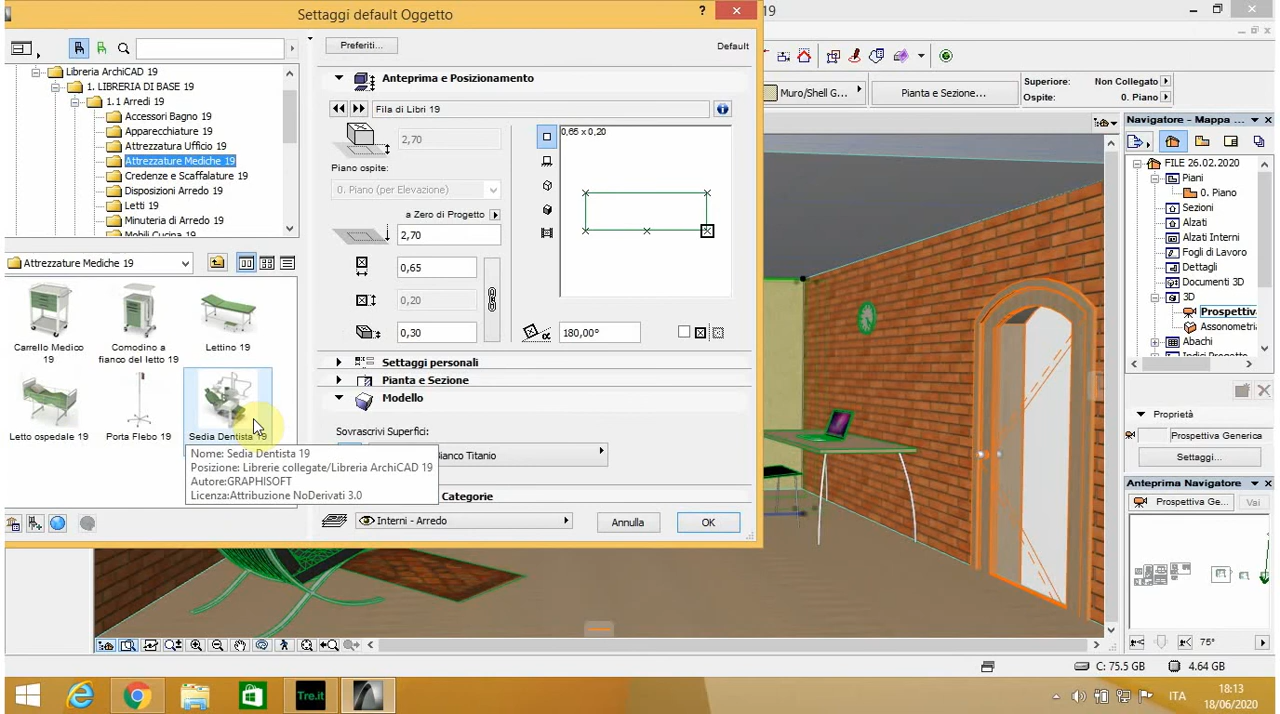 Settaggi default Oggetto
?
19
Preferiti...
Default
Libreria ArchiCAD 19
1. LIBRERIA DI BASE 19
1.1 Arredi 19
Accessori Bagno 19
Apparecchiature 19
Attrezzatura Ufficio 19
Attrezzature Mediche 19
Credenze e Scaffalature 19
Disposizioni Arredo 19
Letti 19
Minuteria di Arredo 19
Mobili Cucina 19
Attrezzature Mediche 19
Carrello Medico 19
Comodino a fianco del letto 19
Lettino 19
Letto ospedale 19
Porta Flebo 19
Sedia Dentista 19
Nome: Sedia Dentista 19
Posizione: Librerie collegate/Libreria ArchiCAD 19
Autore:GRAPHISOFT
Licenza:Attribuzione NoDerivati 3.0
Anteprima e Posizionamento
Fila di Libri 19
2,70
Piano ospite:
0. Piano (per Elevazione)
a Zero di Progetto
2,70
0,65
0,20
0,30
0,65 x 0,20
180,00°
Settaggi personali
Pianta e Sezione
Modello
Sovrascrivi Superfici:
ianco Titanio
Categorie
Interni - Arredo
Annulla
OK
Muro/Shell G...
Pianta e Sezione...
Superiore:
Non Collegato
Ospite:
0. Piano
Navigatore - Mappa ...
FILE 26.02.2020
Piani
0. Piano
Sezioni
Alzati
Alzati Interni
Fogli di Lavoro
Dettagli
Documenti 3D
3D
Prospettiv
Assonometri
Abachi
Indici Progetto
Proprietà
Prospettiva Generica
Settaggi...
Anteprima Navigatore
Prospettiva Ge...
Vai
75°
C: 75.5 GB
4.64 GB
Tre.it
ITA
18:13
18/06/2020